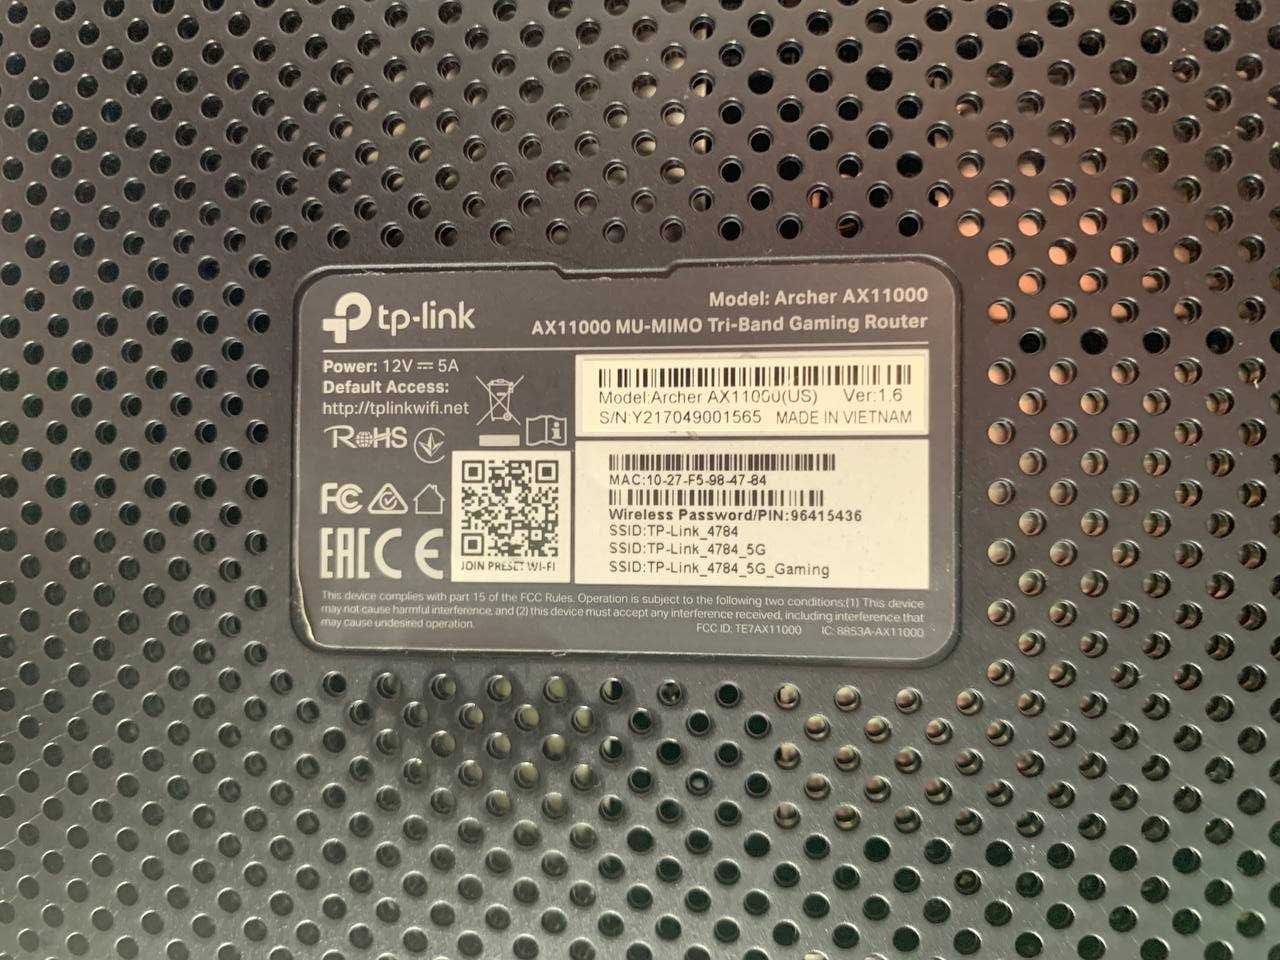 tp-link
Model: Archer AX11000
AX11000 MU-MIMO Tri-Band Gaming Router
Power: 12V ⎓ 5A
Default Access:
http://tplinkwifi.net
RoHS
FC
EAC CE
JOIN PRESET WI-FI
Model:Archer AX11000(US) Ver:1.6
S/N:Y217049001565 MADE IN VIETNAM
MAC:10-27-F5-98-47-84
Wireless Password/PIN:96415436
SSID:TP-Link_4784
SSID:TP-Link_4784_5G
SSID:TP-Link_4784_5G_Gaming
This device complies with part 15 of the FCC Rules. Operation is subject to the following two conditions:(1) This device
may not cause harmful interference, and (2) this device must accept any interference received, including interference that
may cause undesired operation.
FCC ID: TE7AX11000 IC: 8853A-AX11000